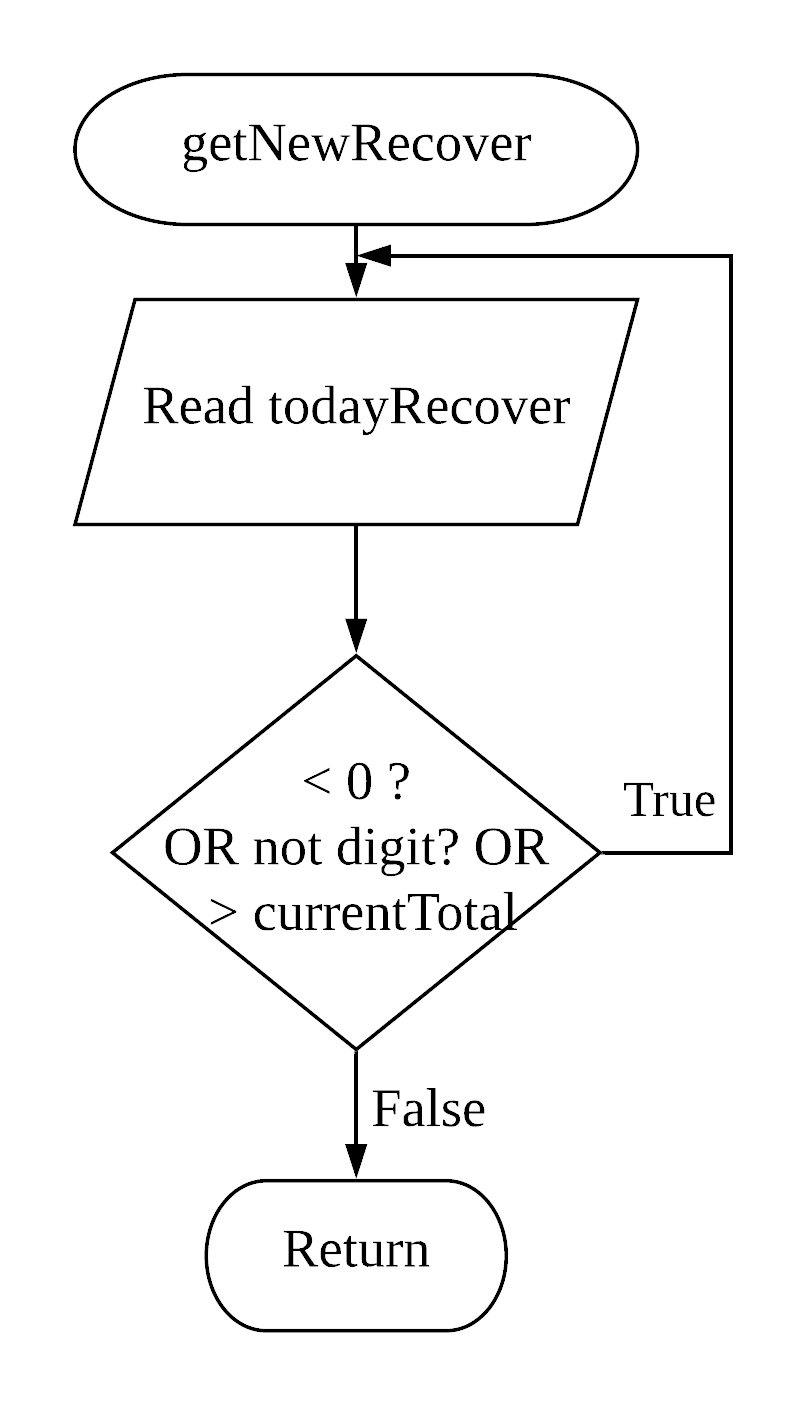 getNewRecover
Read todayRecover
< 0 ?
OR not digit? OR
> currentTotal
True
False
Return